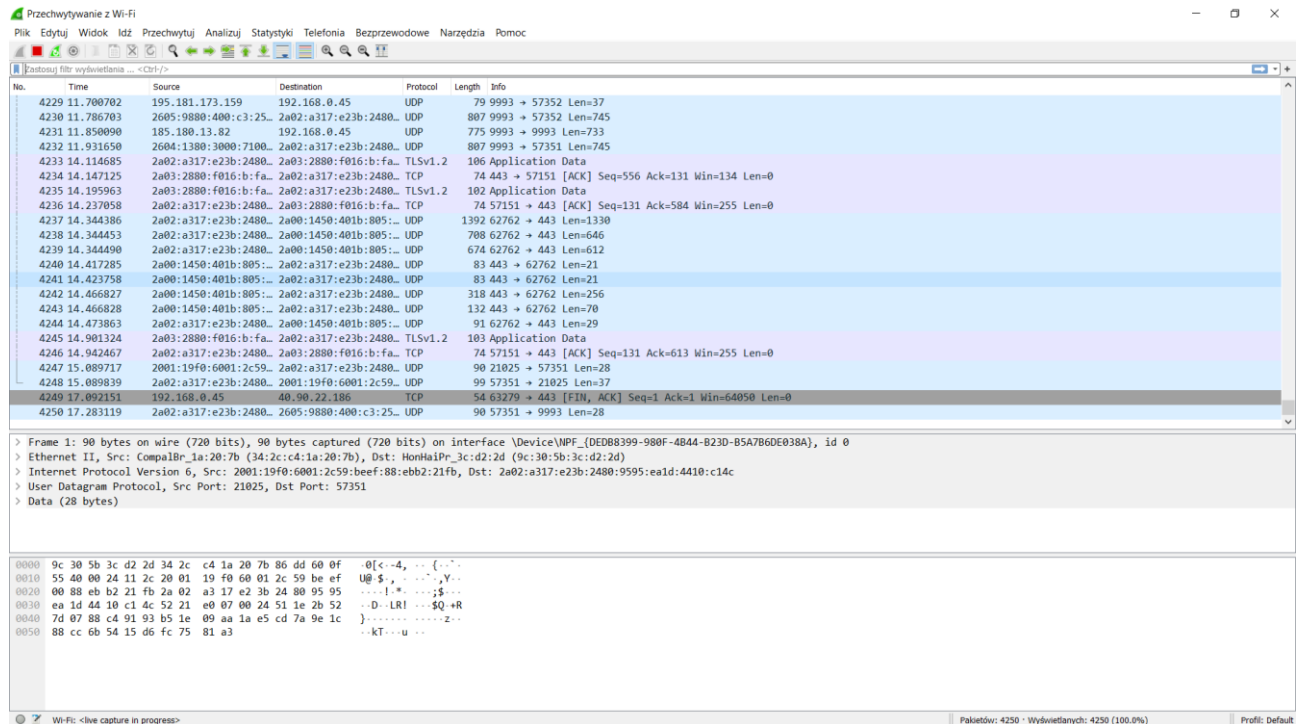 Przechwytywanie z Wi-Fi
Plik Edytuj Widok Idź Przechwytuj Analizuj Statystyki Telefonia Bezprzewodowe Narzędzia Pomoc
Zastosuj filtr wyświetlania ... <Ctrl-/>
No. Time Source Destination Protocol Length Info
4229 11.700702 195.181.173.159 192.168.0.45 UDP 79 9993 → 57352 Len=37
4230 11.786703 2605:9880:400:c3:25… 2a02:a317:e23b:2480… UDP 807 9993 → 57352 Len=745
4231 11.850090 185.180.13.82 192.168.0.45 UDP 775 9993 → 9993 Len=733
4232 11.931650 2604:1380:3000:7100… 2a02:a317:e23b:2480… UDP 807 9993 → 57351 Len=745
4233 14.114685 2a02:a317:e23b:2480… 2a03:2880:f016:b:fa… TLSv1.2 106 Application Data
4234 14.147125 2a03:2880:f016:b:fa… 2a02:a317:e23b:2480… TCP 74 443 → 57151 [ACK] Seq=556 Ack=131 Win=134 Len=0
4235 14.195963 2a03:2880:f016:b:fa… 2a02:a317:e23b:2480… TLSv1.2 102 Application Data
4236 14.237058 2a02:a317:e23b:2480… 2a03:2880:f016:b:fa… TCP 74 57151 → 443 [ACK] Seq=131 Ack=584 Win=255 Len=0
4237 14.344386 2a02:a317:e23b:2480… 2a00:1450:401b:805:… UDP 1392 62762 → 443 Len=1330
4238 14.344453 2a02:a317:e23b:2480… 2a00:1450:401b:805:… UDP 708 62762 → 443 Len=646
4239 14.344490 2a02:a317:e23b:2480… 2a00:1450:401b:805:… UDP 674 62762 → 443 Len=612
4240 14.417285 2a00:1450:401b:805:… 2a02:a317:e23b:2480… UDP 83 443 → 62762 Len=21
4241 14.423758 2a00:1450:401b:805:… 2a02:a317:e23b:2480… UDP 83 443 → 62762 Len=21
4242 14.466827 2a00:1450:401b:805:… 2a02:a317:e23b:2480… UDP 318 443 → 62762 Len=256
4243 14.466828 2a00:1450:401b:805:… 2a02:a317:e23b:2480… UDP 132 443 → 62762 Len=70
4244 14.473863 2a02:a317:e23b:2480… 2a00:1450:401b:805:… UDP 91 62762 → 443 Len=29
4245 14.901324 2a03:2880:f016:b:fa… 2a02:a317:e23b:2480… TLSv1.2 103 Application Data
4246 14.942467 2a02:a317:e23b:2480… 2a03:2880:f016:b:fa… TCP 74 57151 → 443 [ACK] Seq=131 Ack=613 Win=255 Len=0
4247 15.089717 2001:19f0:6001:2c59… 2a02:a317:e23b:2480… UDP 90 21025 → 57351 Len=28
4248 15.089839 2a02:a317:e23b:2480… 2001:19f0:6001:2c59… UDP 99 57351 → 21025 Len=37
4249 17.092151 192.168.0.45 40.90.22.186 TCP 54 63279 → 443 [FIN, ACK] Seq=1 Ack=1 Win=64050 Len=0
4250 17.283119 2a02:a317:e23b:2480… 2605:9880:400:c3:25… UDP 90 57351 → 9993 Len=28
> Frame 1: 90 bytes on wire (720 bits), 90 bytes captured (720 bits) on interface \Device\NPF_{DEDB8399-980F-4B44-B23D-B5A7B6DE038A}, id 0
> Ethernet II, Src: CompalBr_1a:20:7b (34:2c:c4:1a:20:7b), Dst: HonHaiPr_3c:d2:2d (9c:30:5b:3c:d2:2d)
> Internet Protocol Version 6, Src: 2001:19f0:6001:2c59:beef:88:ebb2:21fb, Dst: 2a02:a317:e23b:2480:9595:ea1d:4410:c14c
> User Datagram Protocol, Src Port: 21025, Dst Port: 57351
> Data (28 bytes)
0000 9c 30 5b 3c d2 2d 34 2c c4 1a 20 7b 86 dd 60 0f ·0[<·-4, ·· {··`·
0010 55 40 00 24 11 2c 20 01 19 f0 60 01 2c 59 be ef U@·$·, · ··`·,Y··
0020 00 88 eb b2 21 fb 2a 02 a3 17 e2 3b 24 80 95 95 ····!·*· ···;$···
0030 ea 1d 44 10 c1 4c 52 21 e0 07 00 24 51 1e 2b 52 ··D··LR! ···$Q·+R
0040 7d 07 88 c4 91 93 b5 1e 09 aa 1a e5 cd 7a 9e 1c }······· ·····z··
0050 88 cc 6b 54 15 d6 fc 75 81 a3 ··kT···u ··
Wi-Fi: <live capture in progress> Pakietów: 4250 · Wyświetlanych: 4250 (100.0%) Profil: Default